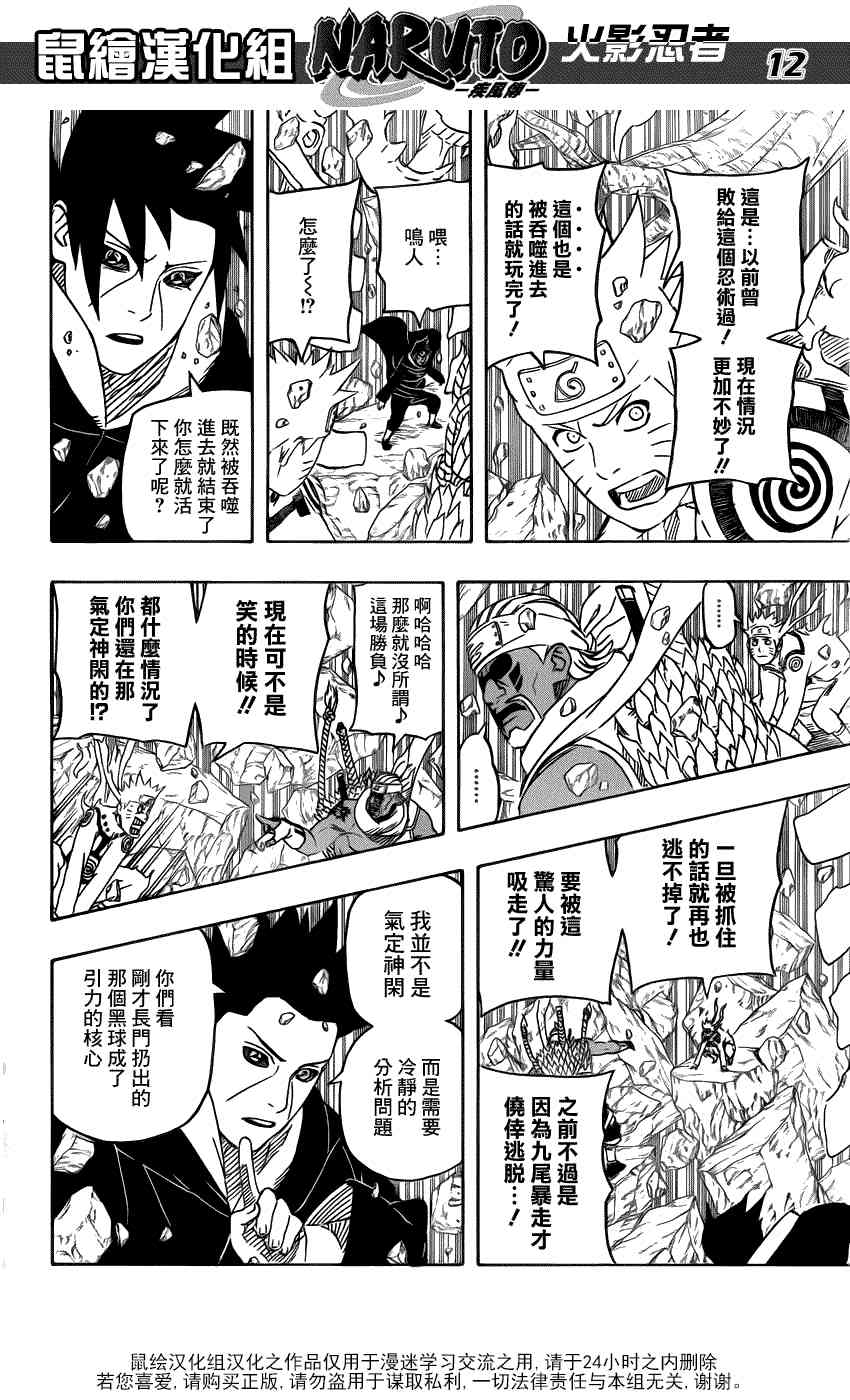 鼠繪漢化組
NARUTO
疾風傳
火影忍者
12
這是…以前曾
敗給這個忍術過！
現在情況
更加不妙了!!
這個也是
被吞噬進去
的話就玩完了！
喂…
鳴人
怎麼了~!?
既然被吞噬
進去就結束了
你怎麼就活
下來了呢？
………
………
啊哈哈哈
那麼就沒所謂♪
這場勝負♪
現在可不是
笑的時候!!
都什麼情況了
你們還在那
氣定神閑的!?
一旦被抓住
的話就再也
逃不掉了！
要被這
驚人的力量
吸走了!!
之前不過是
因為九尾暴走才
僥倖逃脱…！
我並不是
氣定神閑
而是需要
冷靜的
分析問題
你們看
剛才長門扔出的
那個黑球成了
引力的核心
鼠绘汉化组汉化之作品仅用于漫迷学习交流之用, 请于24小时之内删除
若您喜爱, 请购买正版, 请勿用于谋取私利, 一切法律责任与本组无关, 谢谢。